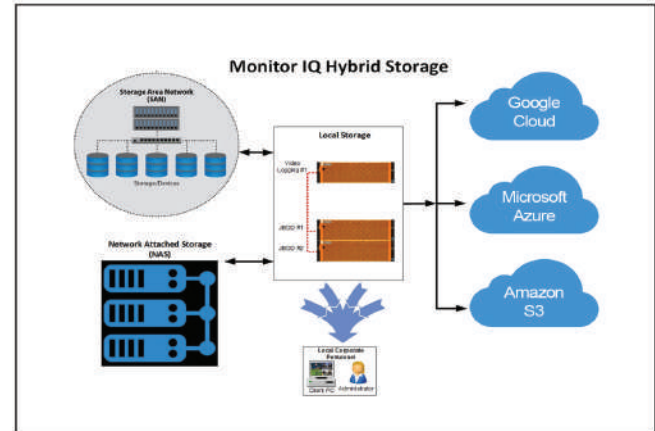 Monitor IQ Hybrid Storage
Storage Area Network
(SAN)
Storage/Devices
Network Attached Storage
(NAS)
Local Storage
Video
Logging #1
JBOD #1
JBOD #2
Local Corporate
Personnel
Client PC
Administrator
Google
Cloud
Microsoft
Azure
Amazon
S3